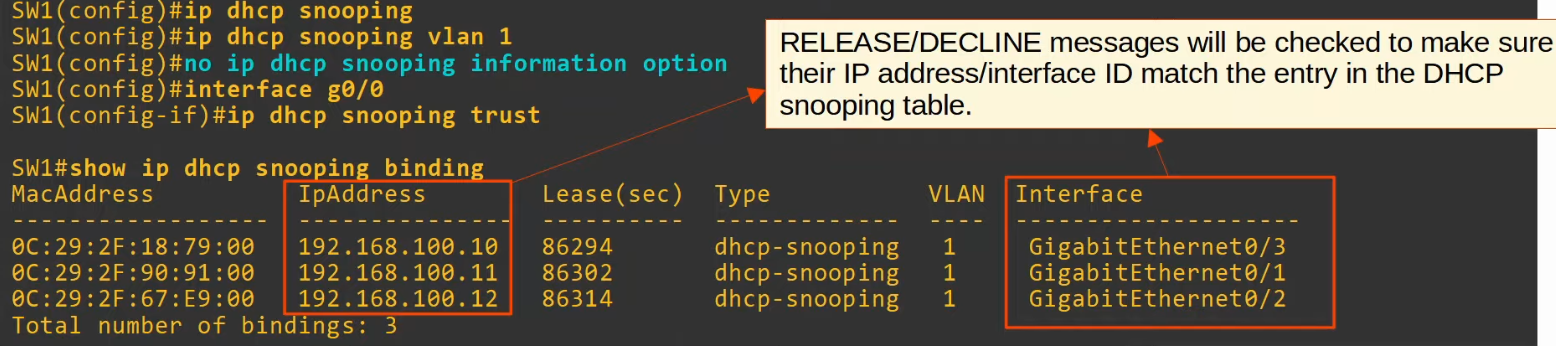 SW1(config)#ip dhcp snooping
SW1(config)#ip dhcp snooping vlan 1
SW1(config)#no ip dhcp snooping information option
SW1(config)#interface g0/0
SW1(config-if)#ip dhcp snooping trust
RELEASE/DECLINE messages will be checked to make sure
their IP address/interface ID match the entry in the DHCP
snooping table.
SW1#show ip dhcp snooping binding
MacAddress IpAddress Lease(sec) Type VLAN Interface
------------------ --------------- ---------- ------------- ---- --------------------
0C:29:2F:18:79:00 192.168.100.10 86294 dhcp-snooping 1 GigabitEthernet0/3
0C:29:2F:90:91:00 192.168.100.11 86302 dhcp-snooping 1 GigabitEthernet0/1
0C:29:2F:67:E9:00 192.168.100.12 86314 dhcp-snooping 1 GigabitEthernet0/2
Total number of bindings: 3